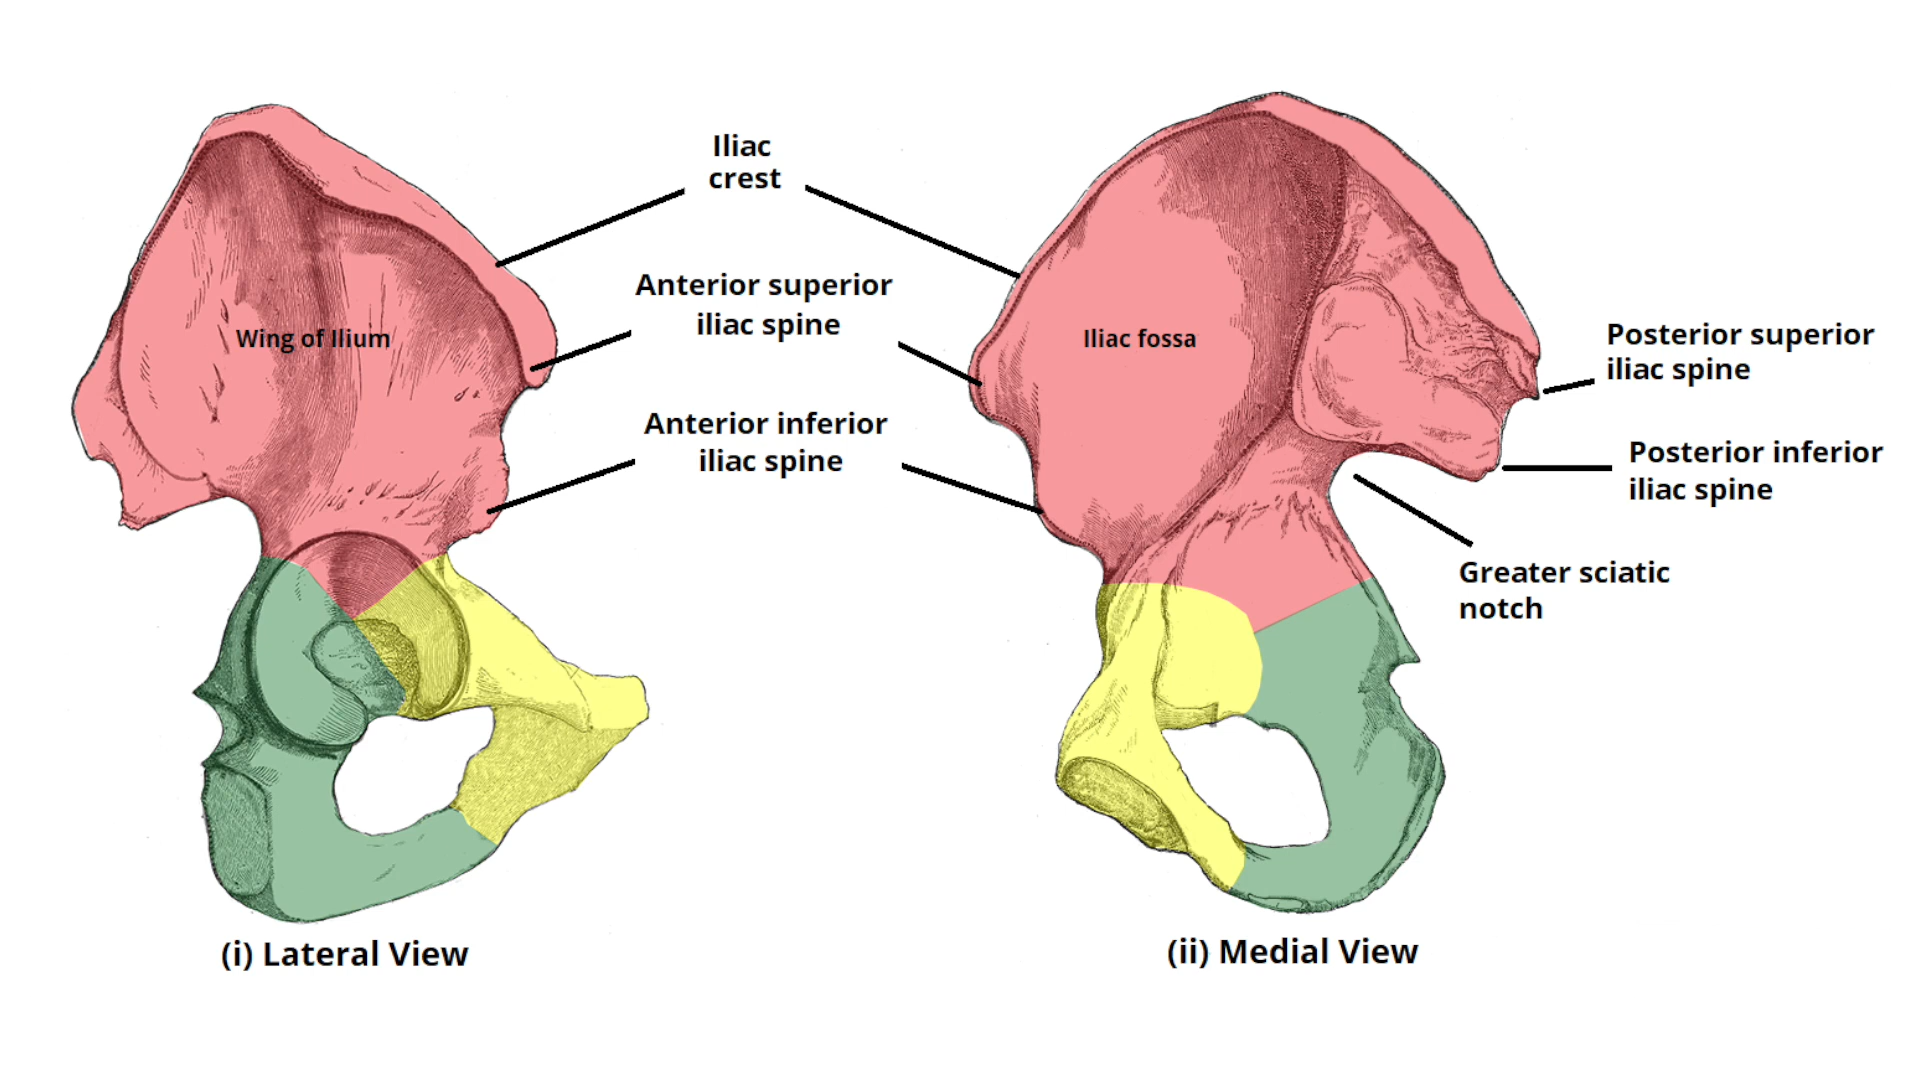 Iliac
crest
Anterior superior
iliac spine
Anterior inferior
iliac spine
Wing of Ilium
Iliac fossa
Posterior superior
iliac spine
Posterior inferior
iliac spine
Greater sciatic
notch
(i) Lateral View
(ii) Medial View